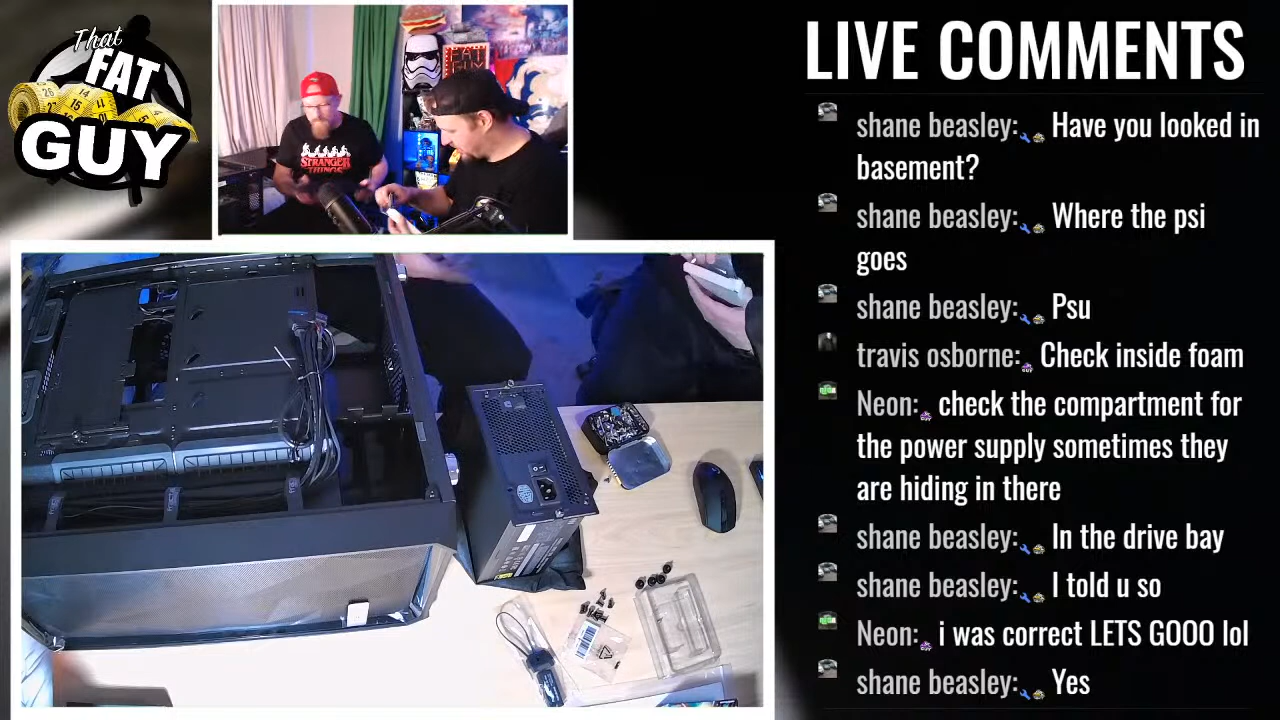 That
FAT
GUY
STRANGER
THINGS
LIVE COMMENTS
shane beasley: Have you looked in
basement?
shane beasley: Where the psi
goes
shane beasley: Psu
travis osborne: Check inside foam
Neon: check the compartment for
the power supply sometimes they
are hiding in there
shane beasley: In the drive bay
shane beasley: I told u so
Neon: i was correct LETS GOOO lol
shane beasley: Yes